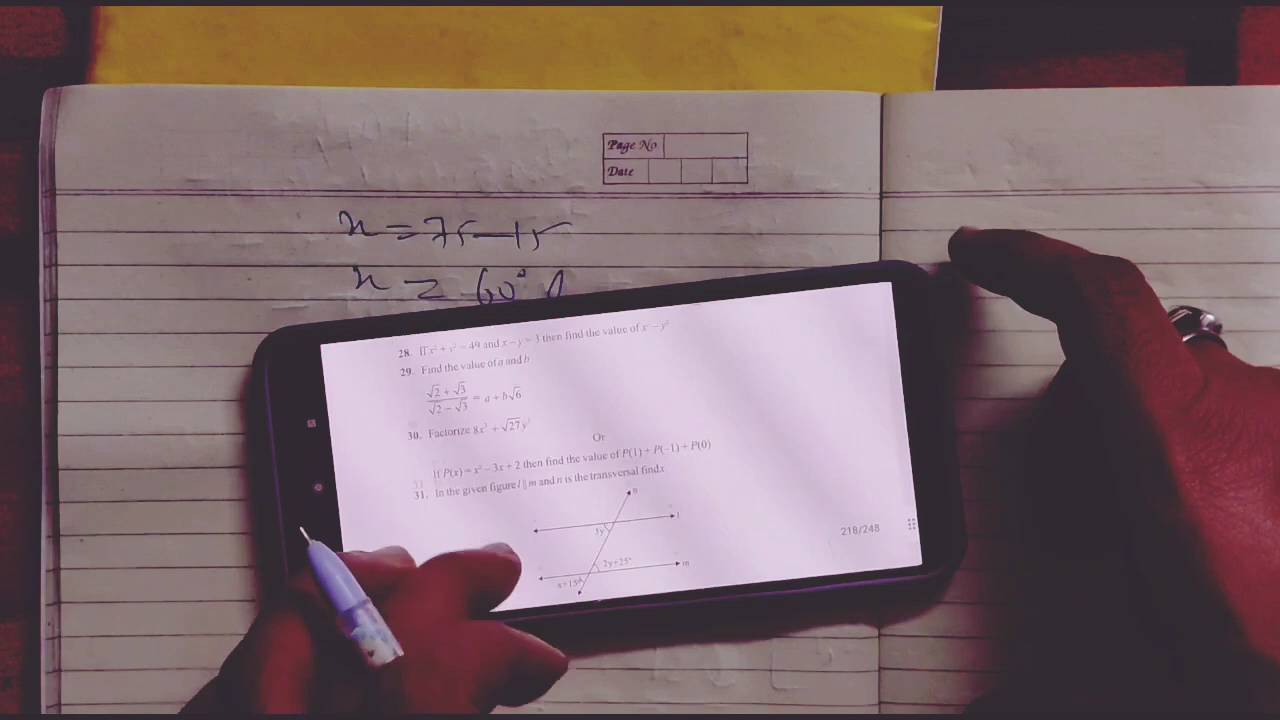 Page No
Date
x = 75-15
x = 60°
28. If x² + y² = 49 and x - y = 3 then find the value of
29. Find the value of a and b
(√2 + √3)/(√2 - √3) = a + b√6
30. Factorize 8x³ + √27y³
Or
If P(x) = x² - 3x + 2 then find the value of P(1) + P(-1) + P(0)
31. In the given figure l || m and n is the transversal findx
n
l
3y
2y+25°
m
x+15°
218/248